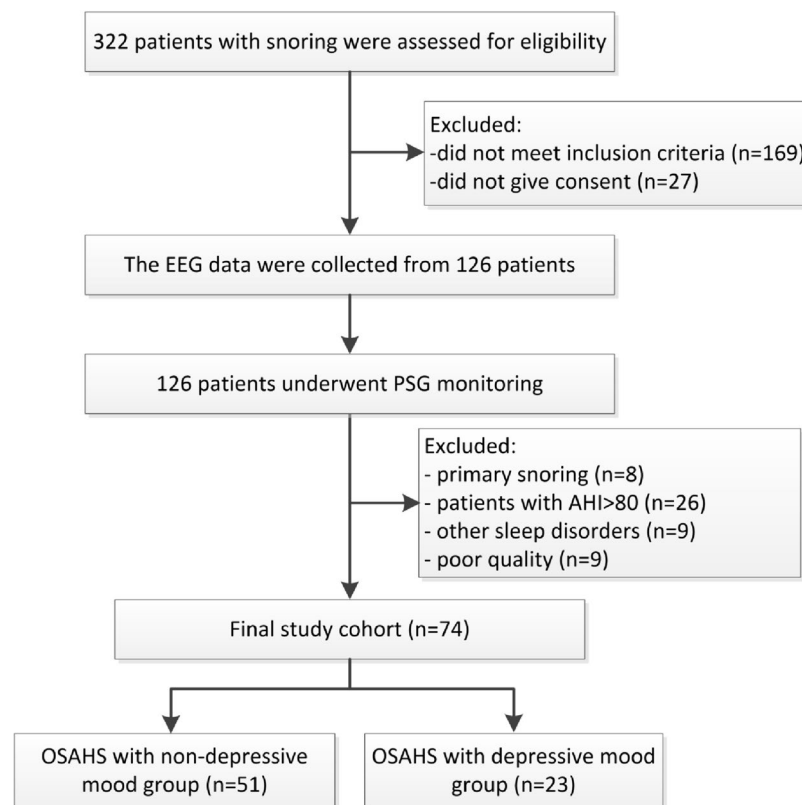 322 patients with snoring were assessed for eligibility
Excluded:
-did not meet inclusion criteria (n=169)
-did not give consent (n=27)
The EEG data were collected from 126 patients
126 patients underwent PSG monitoring
Excluded:
- primary snoring (n=8)
- patients with AHI>80 (n=26)
- other sleep disorders (n=9)
- poor quality (n=9)
Final study cohort (n=74)
OSAHS with non-depressive
mood group (n=51)
OSAHS with depressive mood
group (n=23)